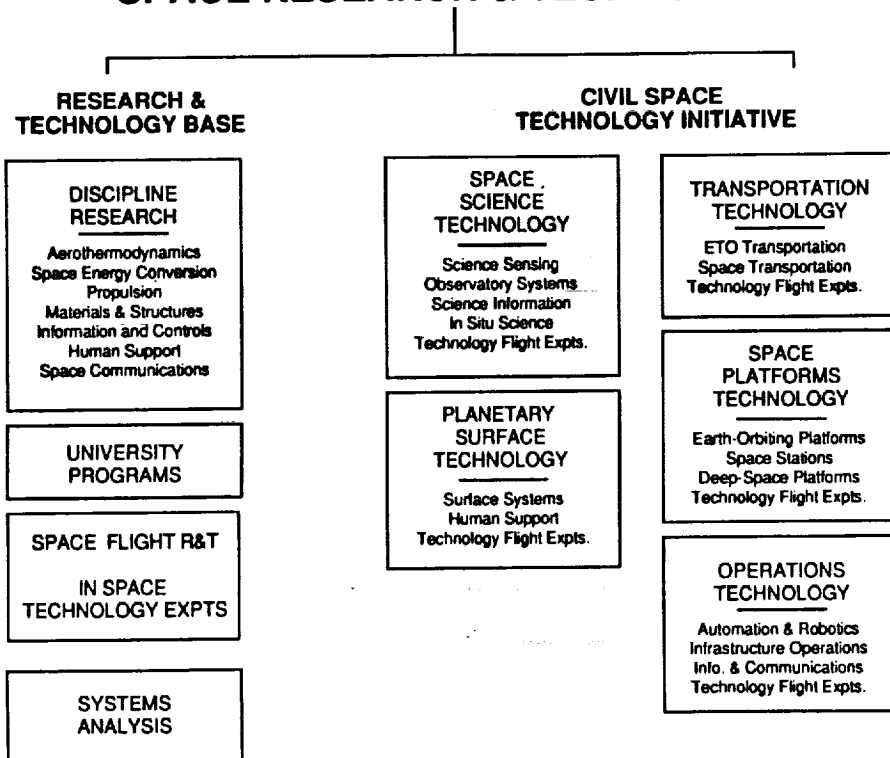 RESEARCH &
TECHNOLOGY BASE
DISCIPLINE
RESEARCH
Aerothermodynamics
Space Energy Conversion
Propulsion
Materials & Structures
Information and Controls
Human Support
Space Communications
UNIVERSITY
PROGRAMS
SPACE FLIGHT R&T
IN SPACE
TECHNOLOGY EXPTS
SYSTEMS
ANALYSIS
CIVIL SPACE
TECHNOLOGY INITIATIVE
SPACE
SCIENCE
TECHNOLOGY
Science Sensing
Observatory Systems
Science Information
In Situ Science
Technology Flight Expts.
PLANETARY
SURFACE
TECHNOLOGY
Surface Systems
Human Support
Technology Flight Expts.
TRANSPORTATION
TECHNOLOGY
ETO Transportation
Space Transportation
Technology Flight Expts.
SPACE
PLATFORMS
TECHNOLOGY
Earth-Orbiting Platforms
Space Stations
Deep-Space Platforms
Technology Flight Expts.
OPERATIONS
TECHNOLOGY
Automation & Robotics
Infrastructure Operations
Info. & Communications
Technology Flight Expts.